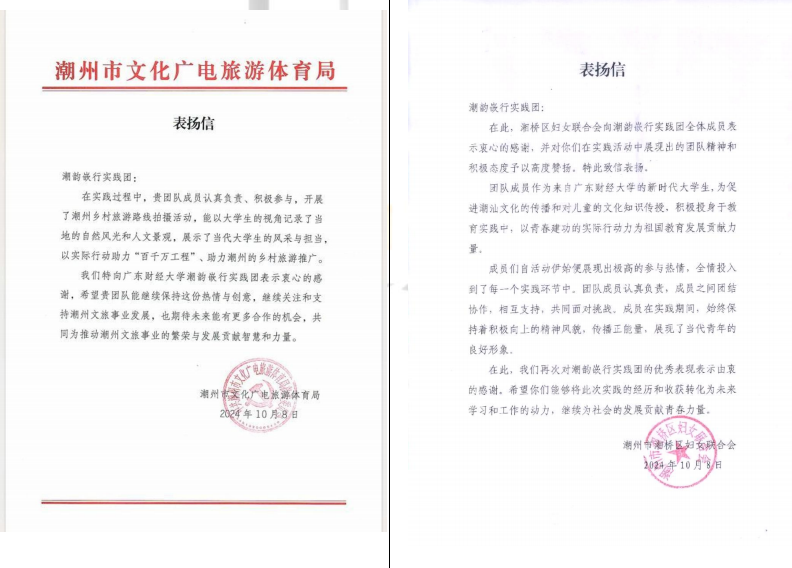 潮州市文化广电旅游体育局
表扬信
潮韵嵌行实践团：
在实践过程中，贵团队成员认真负责、积极参与，开展
了潮州乡村旅游路线拍摄活动，能以大学生的视角记录了当
地的自然风光和人文景观，展示了当代大学生的风采与担当，
以实际行动助力“百千万工程”、助力潮州的乡村旅游推广。
我们特向广东财经大学潮韵嵌行实践团表示衷心的感
谢，希望贵团队能继续保持这份热情与创意，继续关注和支
持潮州文旅事业发展，也期待未来能有更多合作的机会，共
同为推动潮州文旅事业的繁荣与发展贡献智慧和力量。
潮州市文化广电旅游体育局
2024年10月8日
表扬信
潮韵嵌行实践团：
在此，湘桥区妇女联合会向潮韵嵌行实践团全体成员表
示衷心的感谢，并对你们在实践活动中展现出的团队精神和
积极态度予以高度赞扬。特此致信表扬。
团队成员作为来自广东财经大学的新时代大学生，为促
进潮汕文化的传播和对儿童的文化知识传授，积极投身于教
育实践中，以青春建功的实际行动力为祖国教育发展贡献力
量。
成员们自活动伊始便展现出极高的参与热情，全情投入
到了每一个实践环节中。团队成员认真负责，成员之间团结
协作，相互支持，共同面对挑战。成员在实践期间，始终保
持着积极向上的精神风貌，传播正能量，展现了当代青年的
良好形象。
在此，我们再次对潮韵嵌行实践团的优秀表现表示由衷
的感谢。希望你们能够将此次实践的经历和收获转化为未来
学习和工作的动力，继续为社会的发展贡献青春力量。
潮州市湘桥区妇女联合会
2024年10月8日